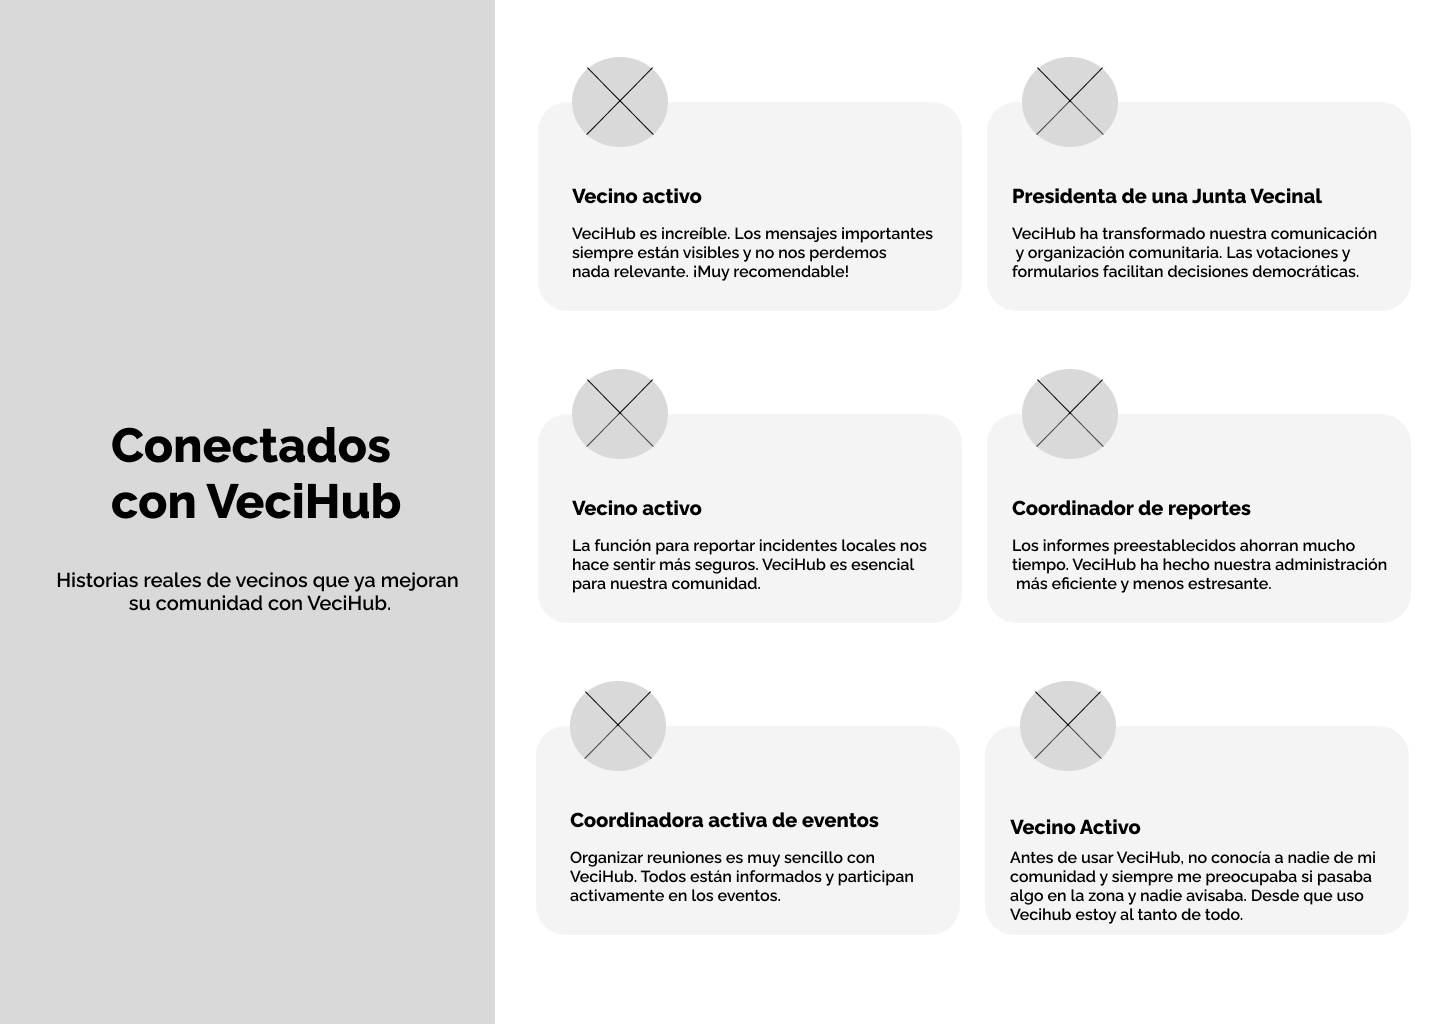 Conectados
con VeciHub
Historias reales de vecinos que ya mejoran
su comunidad con VeciHub.
Vecino activo
VeciHub es increíble. Los mensajes importantes
siempre están visibles y no nos perdemos
nada relevante. ¡Muy recomendable!
Presidenta de una Junta Vecinal
VeciHub ha transformado nuestra comunicación
y organización comunitaria. Las votaciones y
formularios facilitan decisiones democráticas.
Vecino activo
La función para reportar incidentes locales nos
hace sentir más seguros. VeciHub es esencial
para nuestra comunidad.
Coordinador de reportes
Los informes preestablecidos ahorran mucho
tiempo. VeciHub ha hecho nuestra administración
más eficiente y menos estresante.
Coordinadora activa de eventos
Organizar reuniones es muy sencillo con
VeciHub. Todos están informados y participan
activamente en los eventos.
Vecino Activo
Antes de usar VeciHub, no conocía a nadie de mi
comunidad y siempre me preocupaba si pasaba
algo en la zona y nadie avisaba. Desde que uso
Vecihub estoy al tanto de todo.